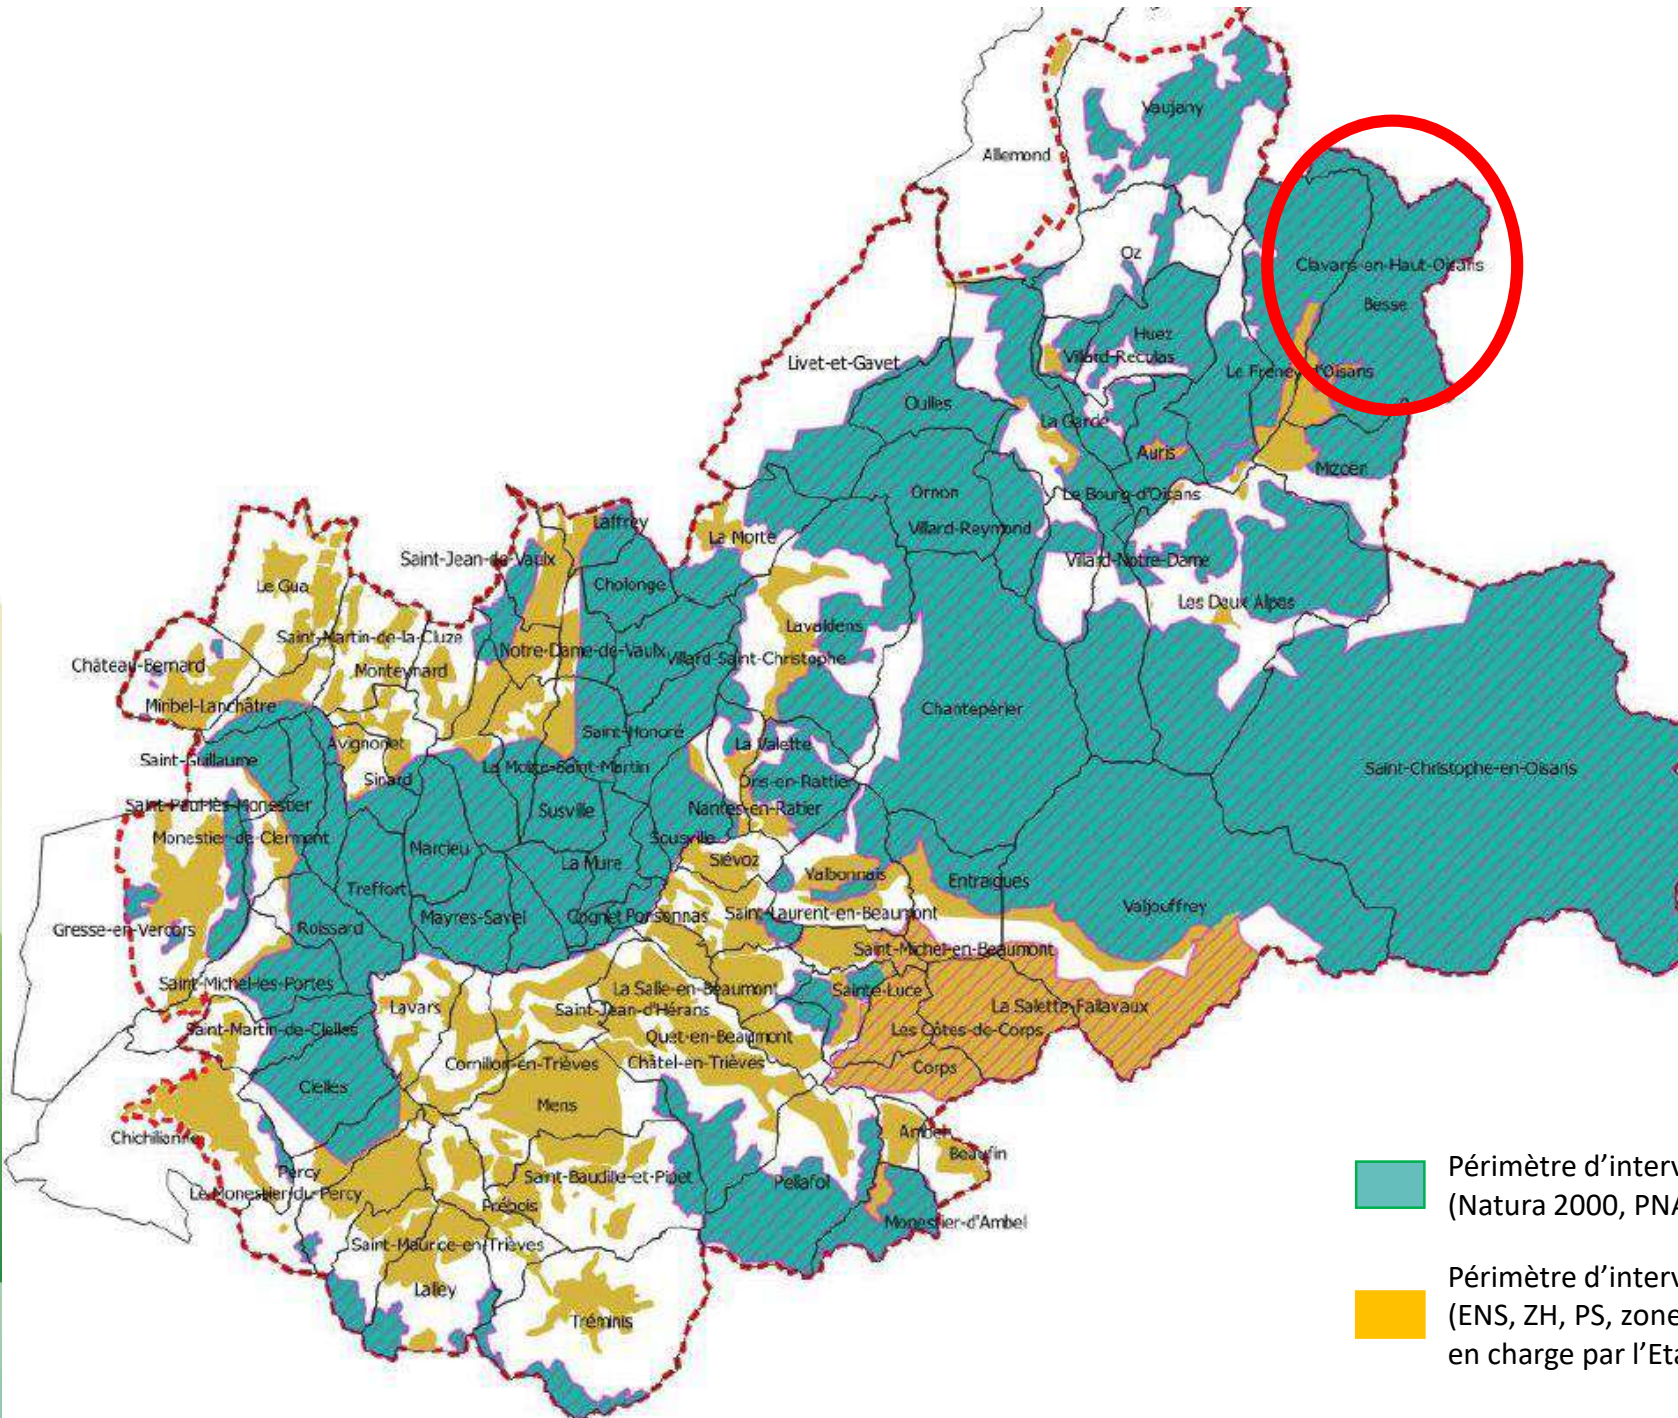 Vaujany
Allemond
Oz
Clavans-en-Haut-Oisans
Besse
Huez
Livet-et-Gavet
Villard-Reculas
Le Freney-d'Oisans
Oulles
La Garde
Auris
Mizoën
Ornon
Le Bourg-d'Oisans
Laffrey
Villard-Reymond
La Morte
Saint-Jean-de-Vaulx
Villard-Notre-Dame
Le Gua
Cholonge
Les Deux Alpes
Lavaldens
Saint-Martin-de-la-Cluze
Notre-Dame-de-Vaulx
Villard-Saint-Christophe
Château-Bernard
Monteynard
Miribel-Lanchâtre
Chantepérier
Saint-Honoré
Avignonet
La Valette
Saint-Guillaume
La Motte-Saint-Martin
Saint-Christophe-en-Oisans
Sinard
Oris-en-Rattier
Saint-Paul-lès-Monestier
Susville
Nantes-en-Ratier
Monestier-de-Clermont
Sousville
Marcieu
La Mure
Siévoz
Valbonnais
Entraigues
Treffort
Valjouffrey
Mayres-Savel
Cognet
Ponsonnas
Saint-Laurent-en-Beaumont
Gresse-en-Vercors
Roissard
Saint-Michel-en-Beaumont
Saint-Michel-les-Portes
La Salle-en-Beaumont
Sainte-Luce
Lavars
Saint-Jean-d'Hérans
La Salette-Fallavaux
Saint-Martin-de-Clelles
Quet-en-Beaumont
Les Côtes-de-Corps
Cornillon-en-Trièves
Châtel-en-Trièves
Corps
Clelles
Mens
Chichilianne
Ambel
Beaufin
Percy
Saint-Baudille-et-Pipet
Pellafol
Le Monestier-du-Percy
Prébois
Monestier-d'Ambel
Saint-Maurice-en-Trièves
Lalley
Tréminis
Périmètre d'interv
(Natura 2000, PNA
Périmètre d'interv
(ENS, ZH, PS, zone
en charge par l'Eta